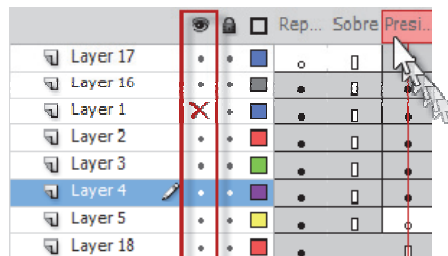 Rep... Sobre Presi...
Layer 17
Layer 16
Layer 1
Layer 2
Layer 3
Layer 4
Layer 5
Layer 18